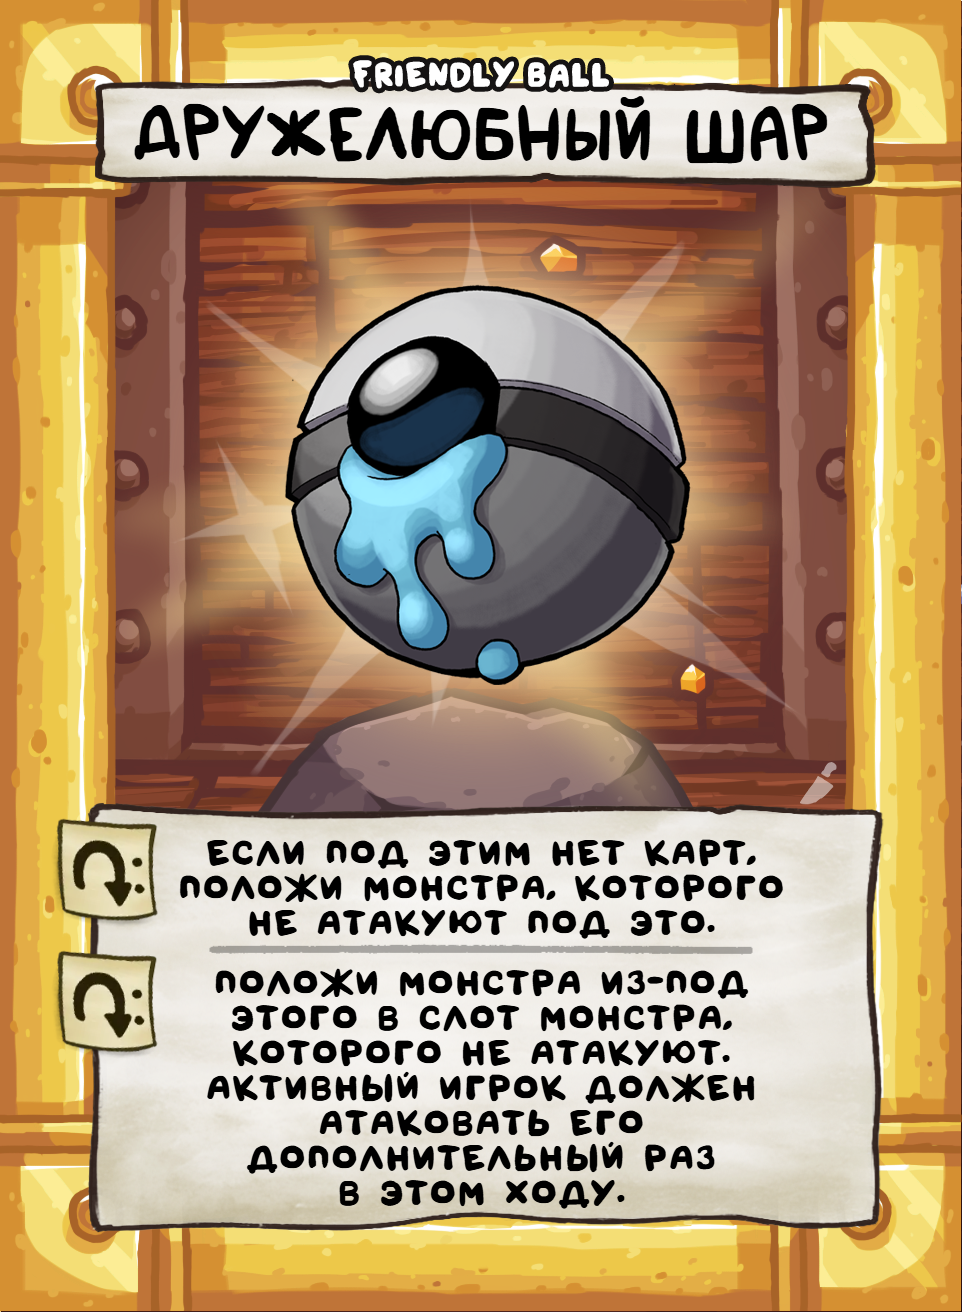 FRIENDLY BALL
ДРУЖЕЛЮБНЫЙ ШАР
ЕСЛИ ПОД ЭТИМ НЕТ КАРТ,
ПОЛОЖИ МОНСТРА, КОТОРОГО
НЕ АТАКУЮТ ПОД ЭТО.
ПОЛОЖИ МОНСТРА ИЗ-ПОД
ЭТОГО В СЛОТ МОНСТРА,
КОТОРОГО НЕ АТАКУЮТ.
АКТИВНЫЙ ИГРОК ДОЛЖЕН
АТАКОВАТЬ ЕГО
ДОПОЛНИТЕЛЬНЫЙ РАЗ
В ЭТОМ ХОДУ.